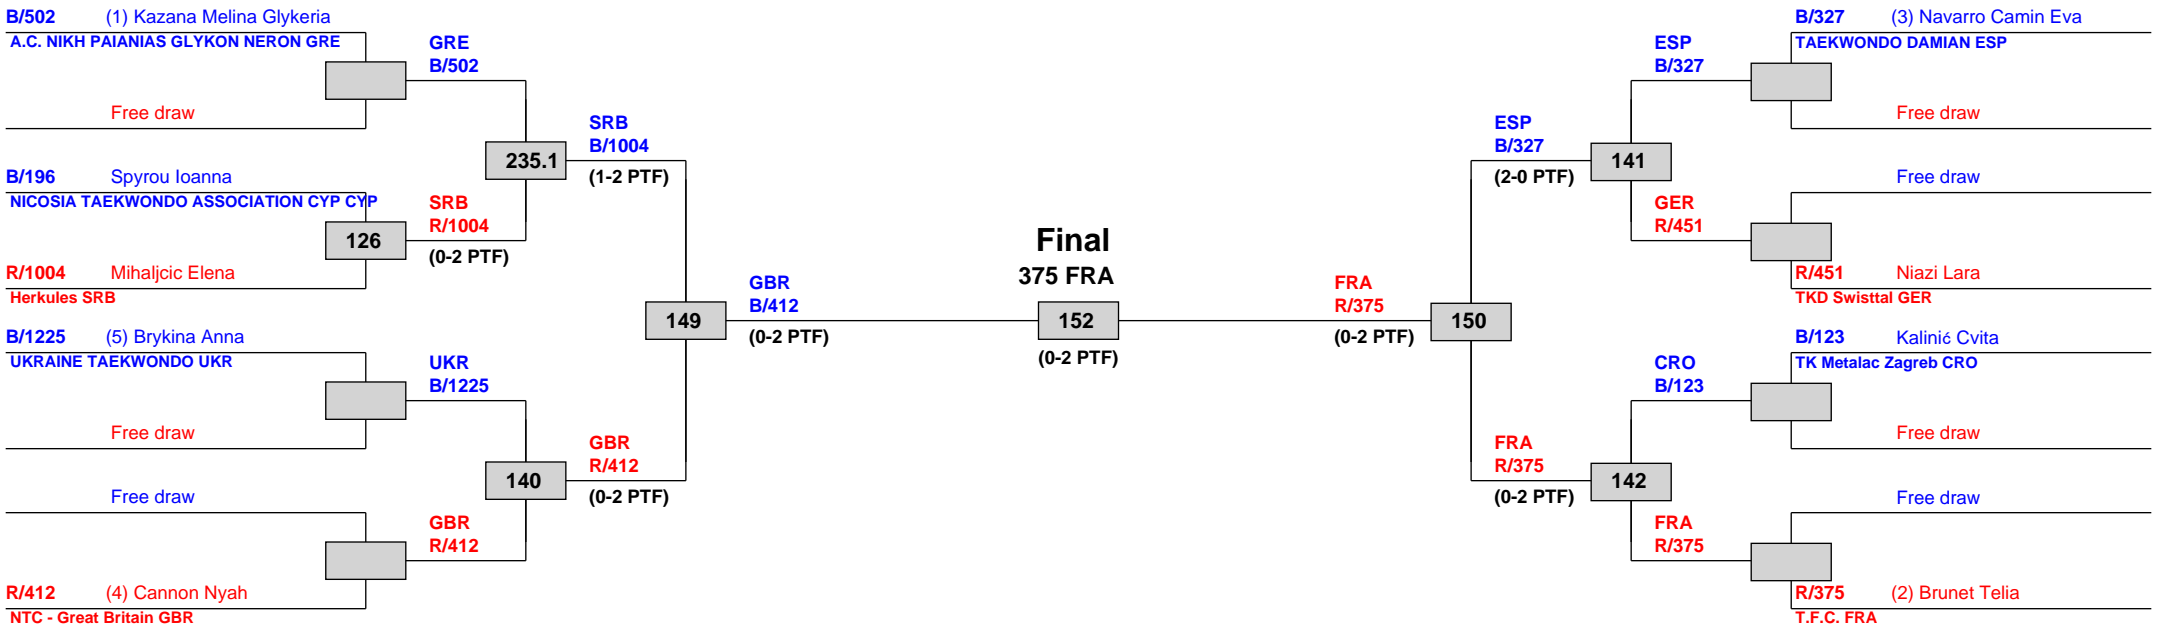 B/502 (1) Kazana Melina Glykeria
A.C. NIKH PAIANIAS GLYKON NERON GRE
Free draw
B/196 Spyrou Ioanna
NICOSIA TAEKWONDO ASSOCIATION CYP CYP
126
R/1004 Mihaljcic Elena
Herkules SRB
B/1225 (5) Brykina Anna
UKRAINE TAEKWONDO UKR
Free draw
Free draw
R/412 (4) Cannon Nyah
NTC - Great Britain GBR
GRE
B/502
235.1
SRB
R/1004
(0-2 PTF)
UKR
B/1225
140
GBR
R/412
SRB
B/1004
(1-2 PTF)
149
GBR
R/412
(0-2 PTF)
GBR
B/412
(0-2 PTF)
Final
375 FRA
152
(0-2 PTF)
FRA
R/375
(0-2 PTF)
150
ESP
B/327
(2-0 PTF)
141
FRA
R/375
(0-2 PTF)
142
ESP
B/327
GER
R/451
CRO
B/123
FRA
R/375
B/327 (3) Navarro Camin Eva
TAEKWONDO DAMIAN ESP
Free draw
Free draw
R/451 Niazi Lara
TKD Swisttal GER
B/123 Kalinić Cvita
TK Metalac Zagreb CRO
Free draw
Free draw
R/375 (2) Brunet Telia
T.F.C. FRA